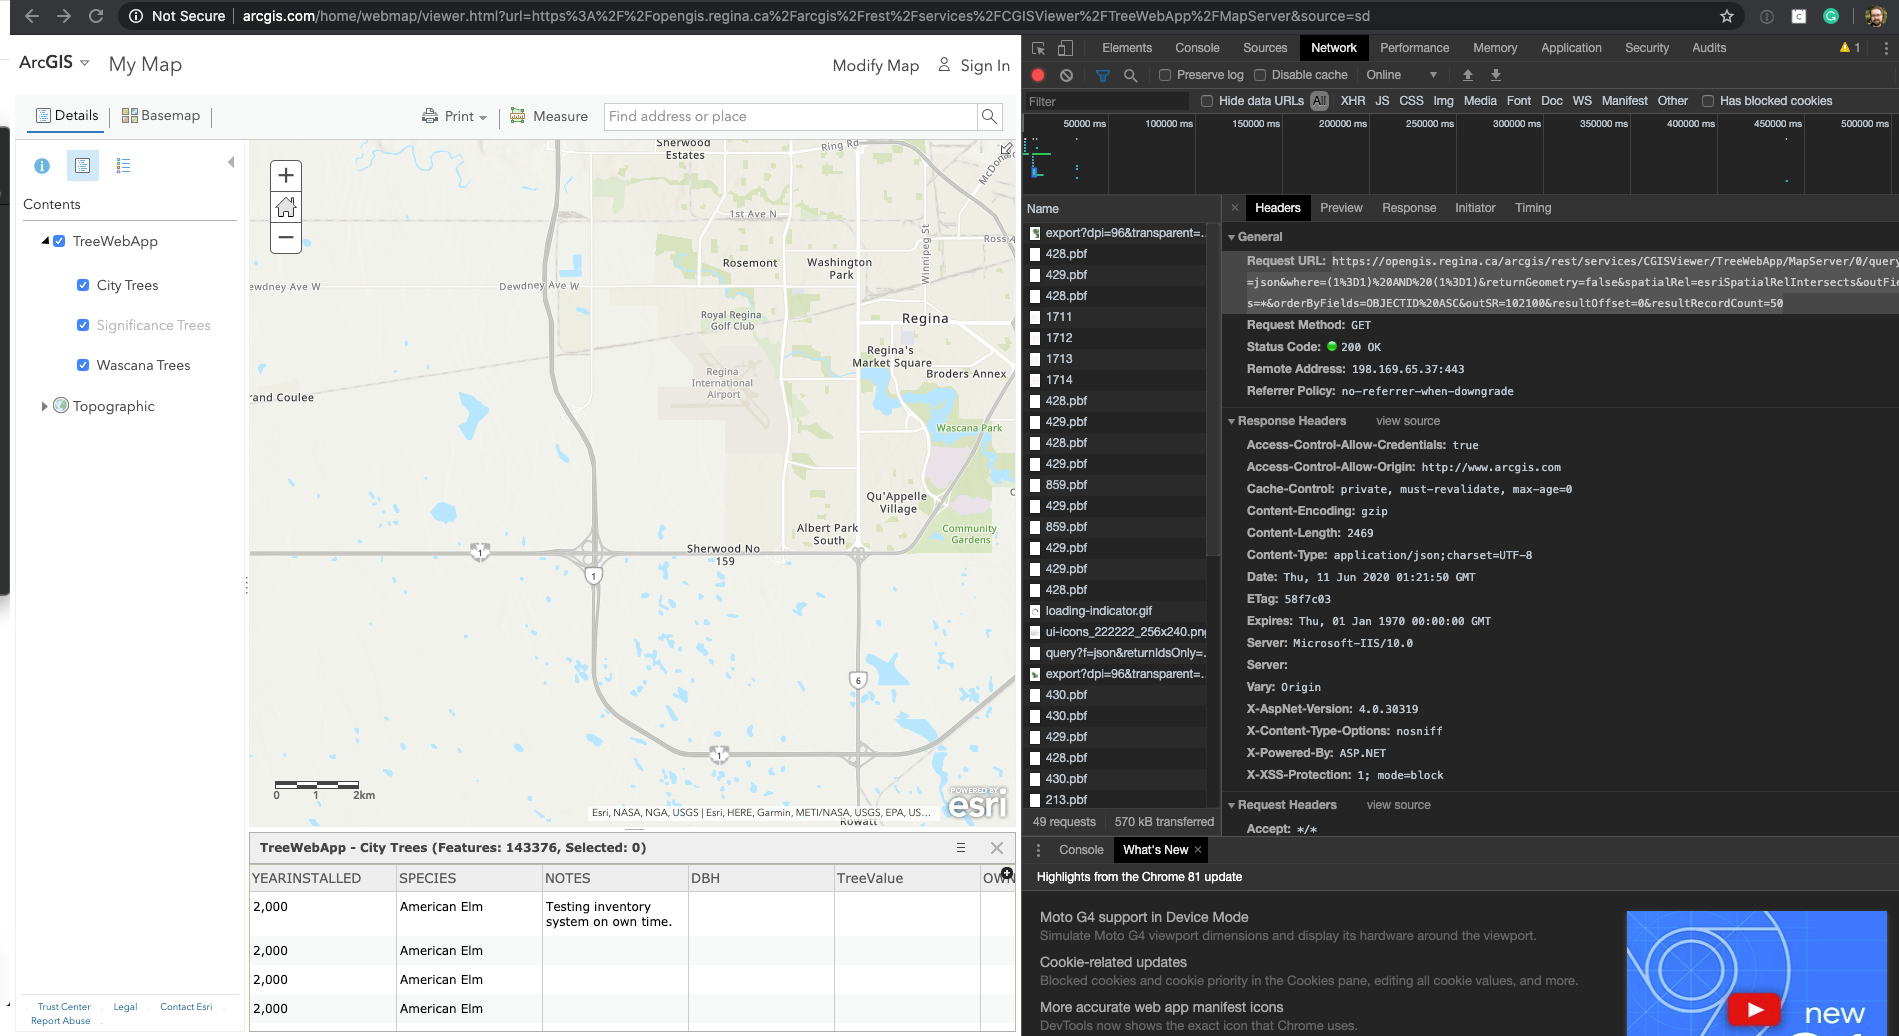 Not Secure | arcgis.com/home/webmap/viewer.html?url=https%3A%2F%2Fopengis.regina.ca%2Farcgis%2Frest%2Fservices%2FCGISViewer%2FTreeWebApp%2FMapServer&source=sd
ArcGIS My Map
Modify Map Sign In
Details Basemap
Print Measure Find address or place
Contents
TreeWebApp
City Trees
Significance Trees
Wascana Trees
Topographic
Trust Center Legal Contact Esri
Report Abuse
Sherwood
Estates
Ring Rd
1st Ave N
Winnipeg St
Ross A
Rosemont
Washington
Park
ewdney Ave W
Dewdney Ave W
Royal Regina
Golf Club
Regina
Regina's
Market Square
Broders Annex
Regina
International
Airport
rand Coulee
Wascana Park
Qu'Appelle
Village
Albert Park
South
Community
Gardens
Sherwood No
159
1
1
6
1
0 1 2km
POWERED BY
esri
Esri, NASA, NGA, USGS | Esri, HERE, Garmin, METI/NASA, USGS, EPA, US...
Rowatt
TreeWebApp - City Trees (Features: 143376, Selected: 0)
YEARINSTALLED SPECIES NOTES DBH TreeValue OWN
2,000 American Elm Testing inventory
system on own time.
2,000 American Elm
2,000 American Elm
2,000 American Elm
Elements Console Sources Network Performance Memory Application Security Audits 1
Preserve log Disable cache Online
Filter Hide data URLs All XHR JS CSS Img Media Font Doc WS Manifest Other Has blocked cookies
50000 ms 100000 ms 150000 ms 200000 ms 250000 ms 300000 ms 350000 ms 400000 ms 450000 ms 500000 ms
Name
export?dpi=96&transparent=..
428.pbf
429.pbf
428.pbf
1711
1712
1713
1714
428.pbf
429.pbf
428.pbf
429.pbf
859.pbf
429.pbf
859.pbf
429.pbf
429.pbf
428.pbf
loading-indicator.gif
ui-icons_222222_256x240.png
query?f=json&returnIdsOnly=.
export?dpi=96&transparent=..
430.pbf
430.pbf
429.pbf
428.pbf
430.pbf
213.pbf
49 requests 570 kB transferred
Headers Preview Response Initiator Timing
General
Request URL: https://opengis.regina.ca/arcgis/rest/services/CGISViewer/TreeWebApp/MapServer/0/query
=json&where=(1%3D1)%20AND%20(1%3D1)&returnGeometry=false&spatialRel=esriSpatialRelIntersects&outFie
s=*&orderByFields=OBJECTID%20ASC&outSR=102100&resultOffset=0&resultRecordCount=50
Request Method: GET
Status Code: 200 OK
Remote Address: 198.169.65.37:443
Referrer Policy: no-referrer-when-downgrade
Response Headers view source
Access-Control-Allow-Credentials: true
Access-Control-Allow-Origin: http://www.arcgis.com
Cache-Control: private, must-revalidate, max-age=0
Content-Encoding: gzip
Content-Length: 2469
Content-Type: application/json;charset=UTF-8
Date: Thu, 11 Jun 2020 01:21:50 GMT
ETag: 58f7c03
Expires: Thu, 01 Jan 1970 00:00:00 GMT
Server: Microsoft-IIS/10.0
Server:
Vary: Origin
X-AspNet-Version: 4.0.30319
X-Content-Type-Options: nosniff
X-Powered-By: ASP.NET
X-XSS-Protection: 1; mode=block
Request Headers view source
Accept: */*
Console What's New
Highlights from the Chrome 81 update
Moto G4 support in Device Mode
Simulate Moto G4 viewport dimensions and display its hardware around the viewport.
Cookie-related updates
Blocked cookies and cookie priority in the Cookies pane, editing all cookie values, and more.
More accurate web app manifest icons
DevTools now shows the exact icon that Chrome uses.
new